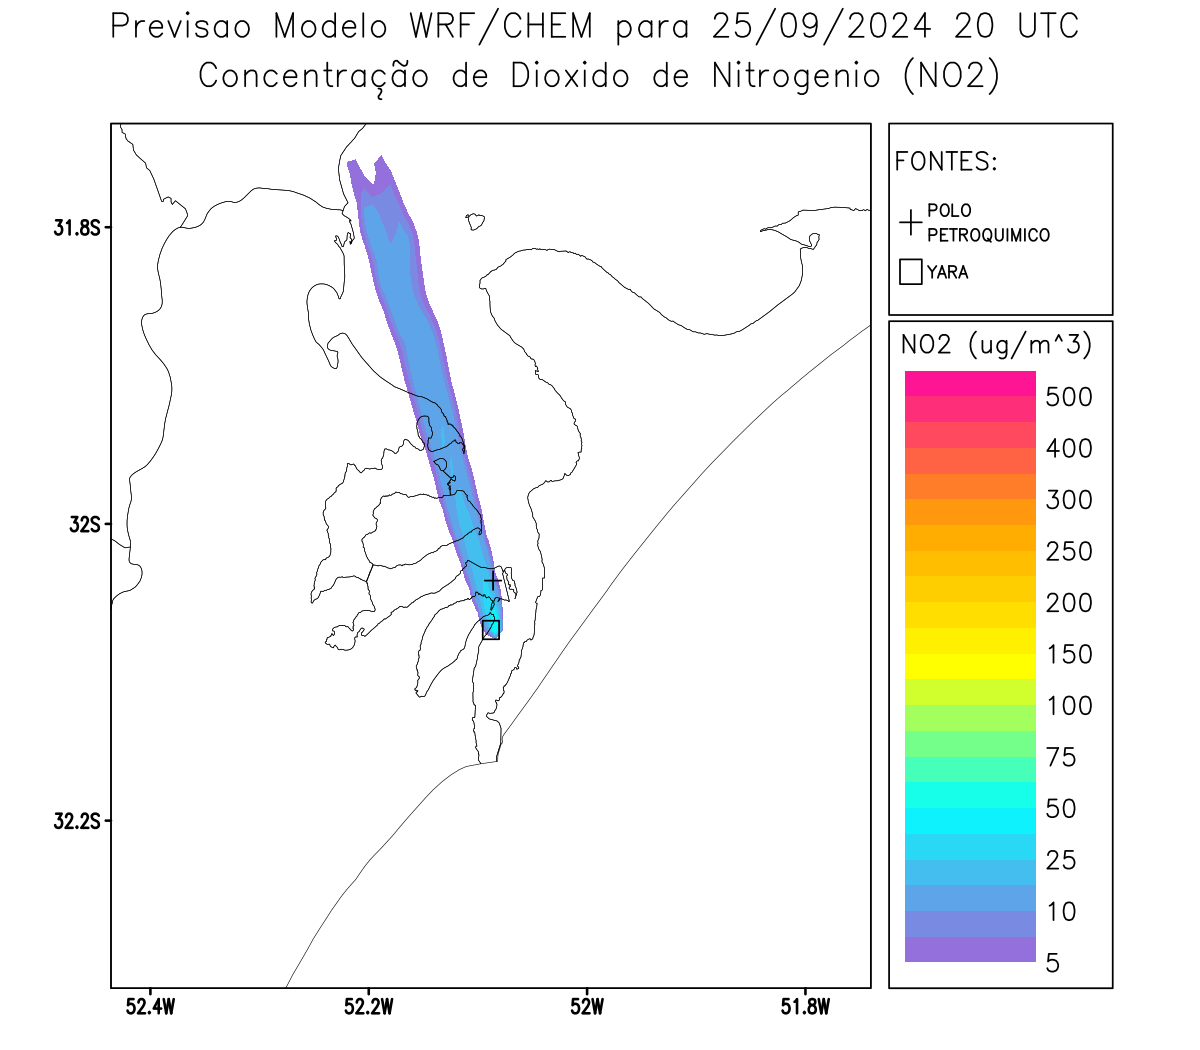 Previsao Modelo WRF/CHEM para 25/09/2024 20 UTC
Concentração de Dioxido de Nitrogenio (NO2)
FONTES:
POLO
PETROQUIMICO
YARA
NO2 (ug/m^3)
500
400
300
250
200
150
100
75
50
25
10
5
31.8S
32S
32.2S
52.4W
52.2W
52W
51.8W